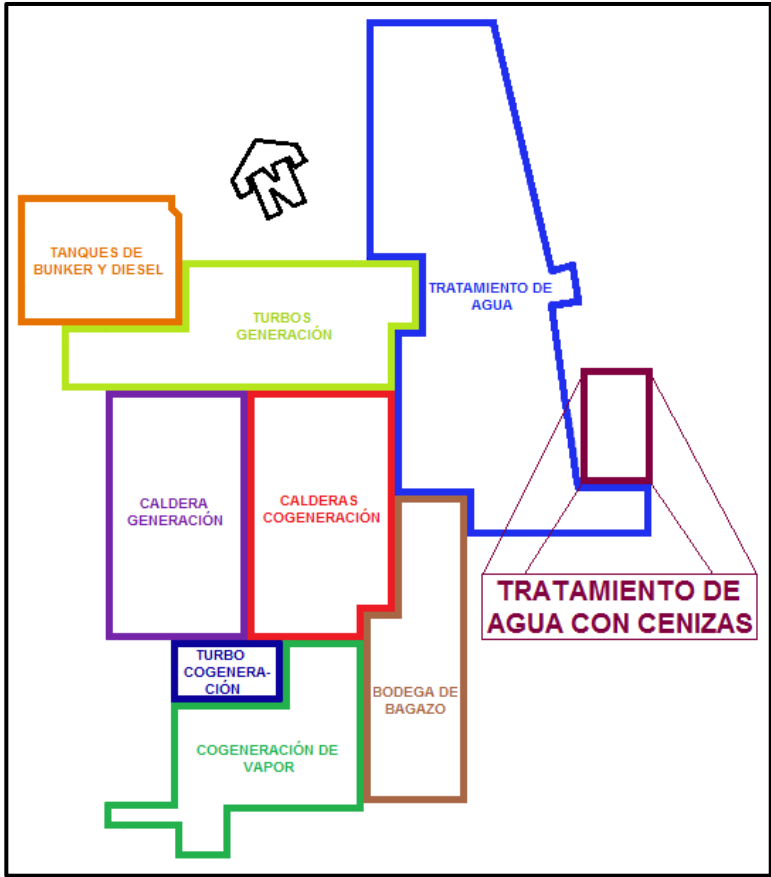 N
TANQUES DE
BUNKER Y DIESEL
TURBOS
GENERACIÓN
TRATAMIENTO DE
AGUA
CALDERA
GENERACIÓN
CALDERAS
COGENERACIÓN
TRATAMIENTO DE
AGUA CON CENIZAS
TURBO
COGENERA-
CIÓN
BODEGA DE
BAGAZO
COGENERACIÓN DE
VAPOR